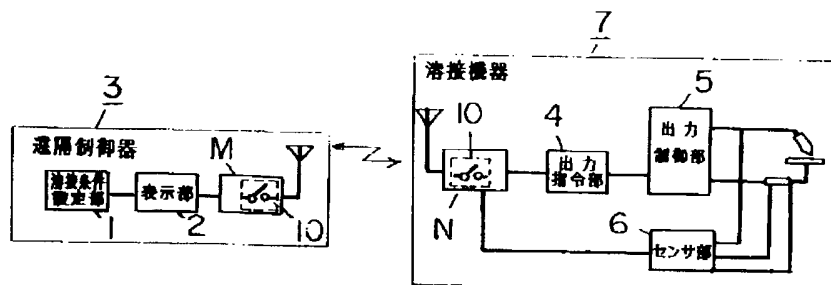 3
遠隔制御器
溶接条件
設定部
1
表示部
2
M
10
7
溶接機器
10
N
4
出力
指令部
5
出力
制御部
6
センサ部